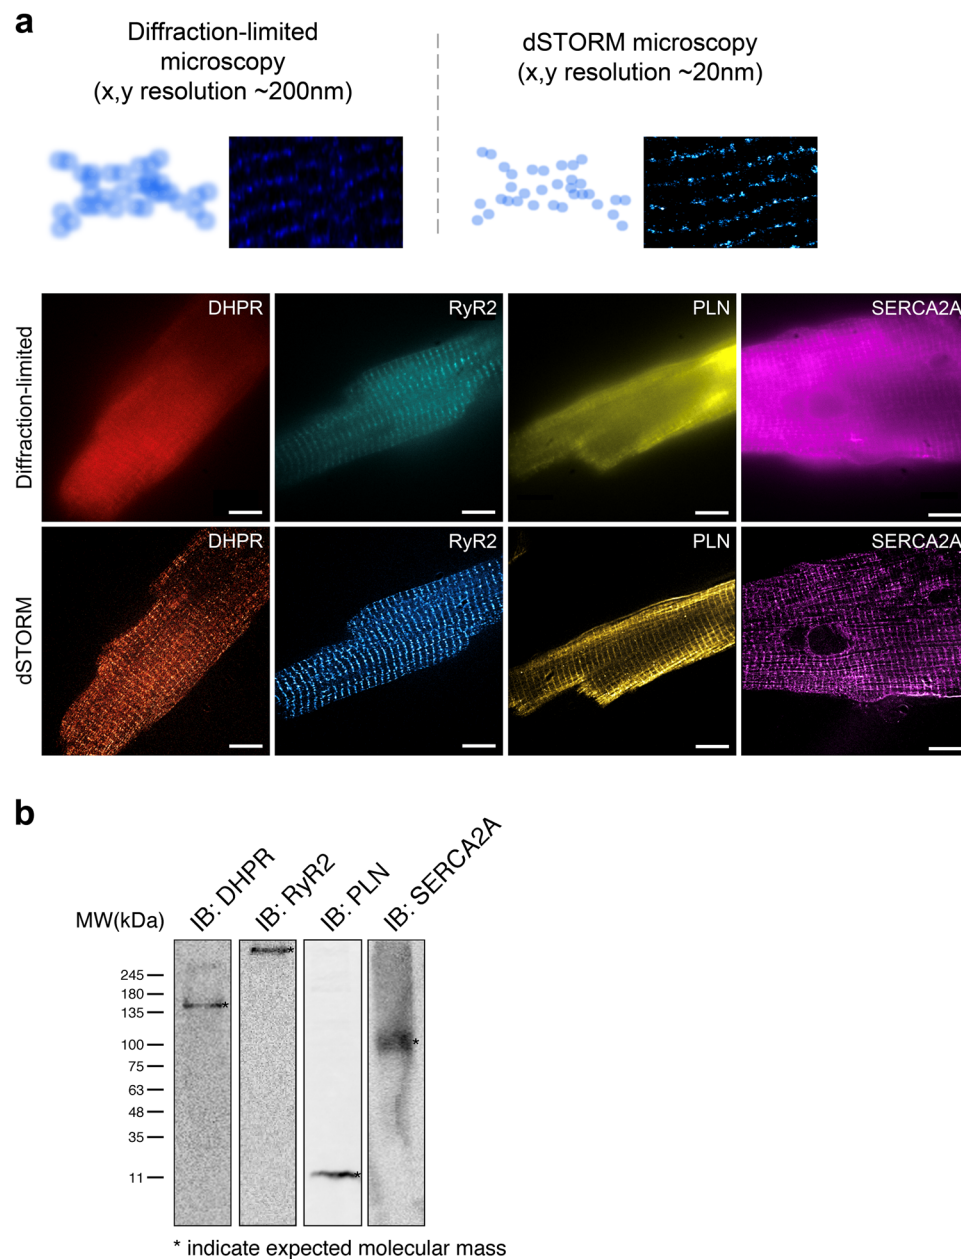 a
Diffraction-limited
microscopy
(x,y resolution ~200nm)
dSTORM microscopy
(x,y resolution ~20nm)
Diffraction-limited
DHPR
RyR2
PLN
SERCA2A
dSTORM
DHPR
RyR2
PLN
SERCA2A
b
MW(kDa)
IB: DHPR
IB: RyR2
IB: PLN
IB: SERCA2A
245
180
135
100
75
63
48
35
11
*
*
*
*
* indicate expected molecular mass